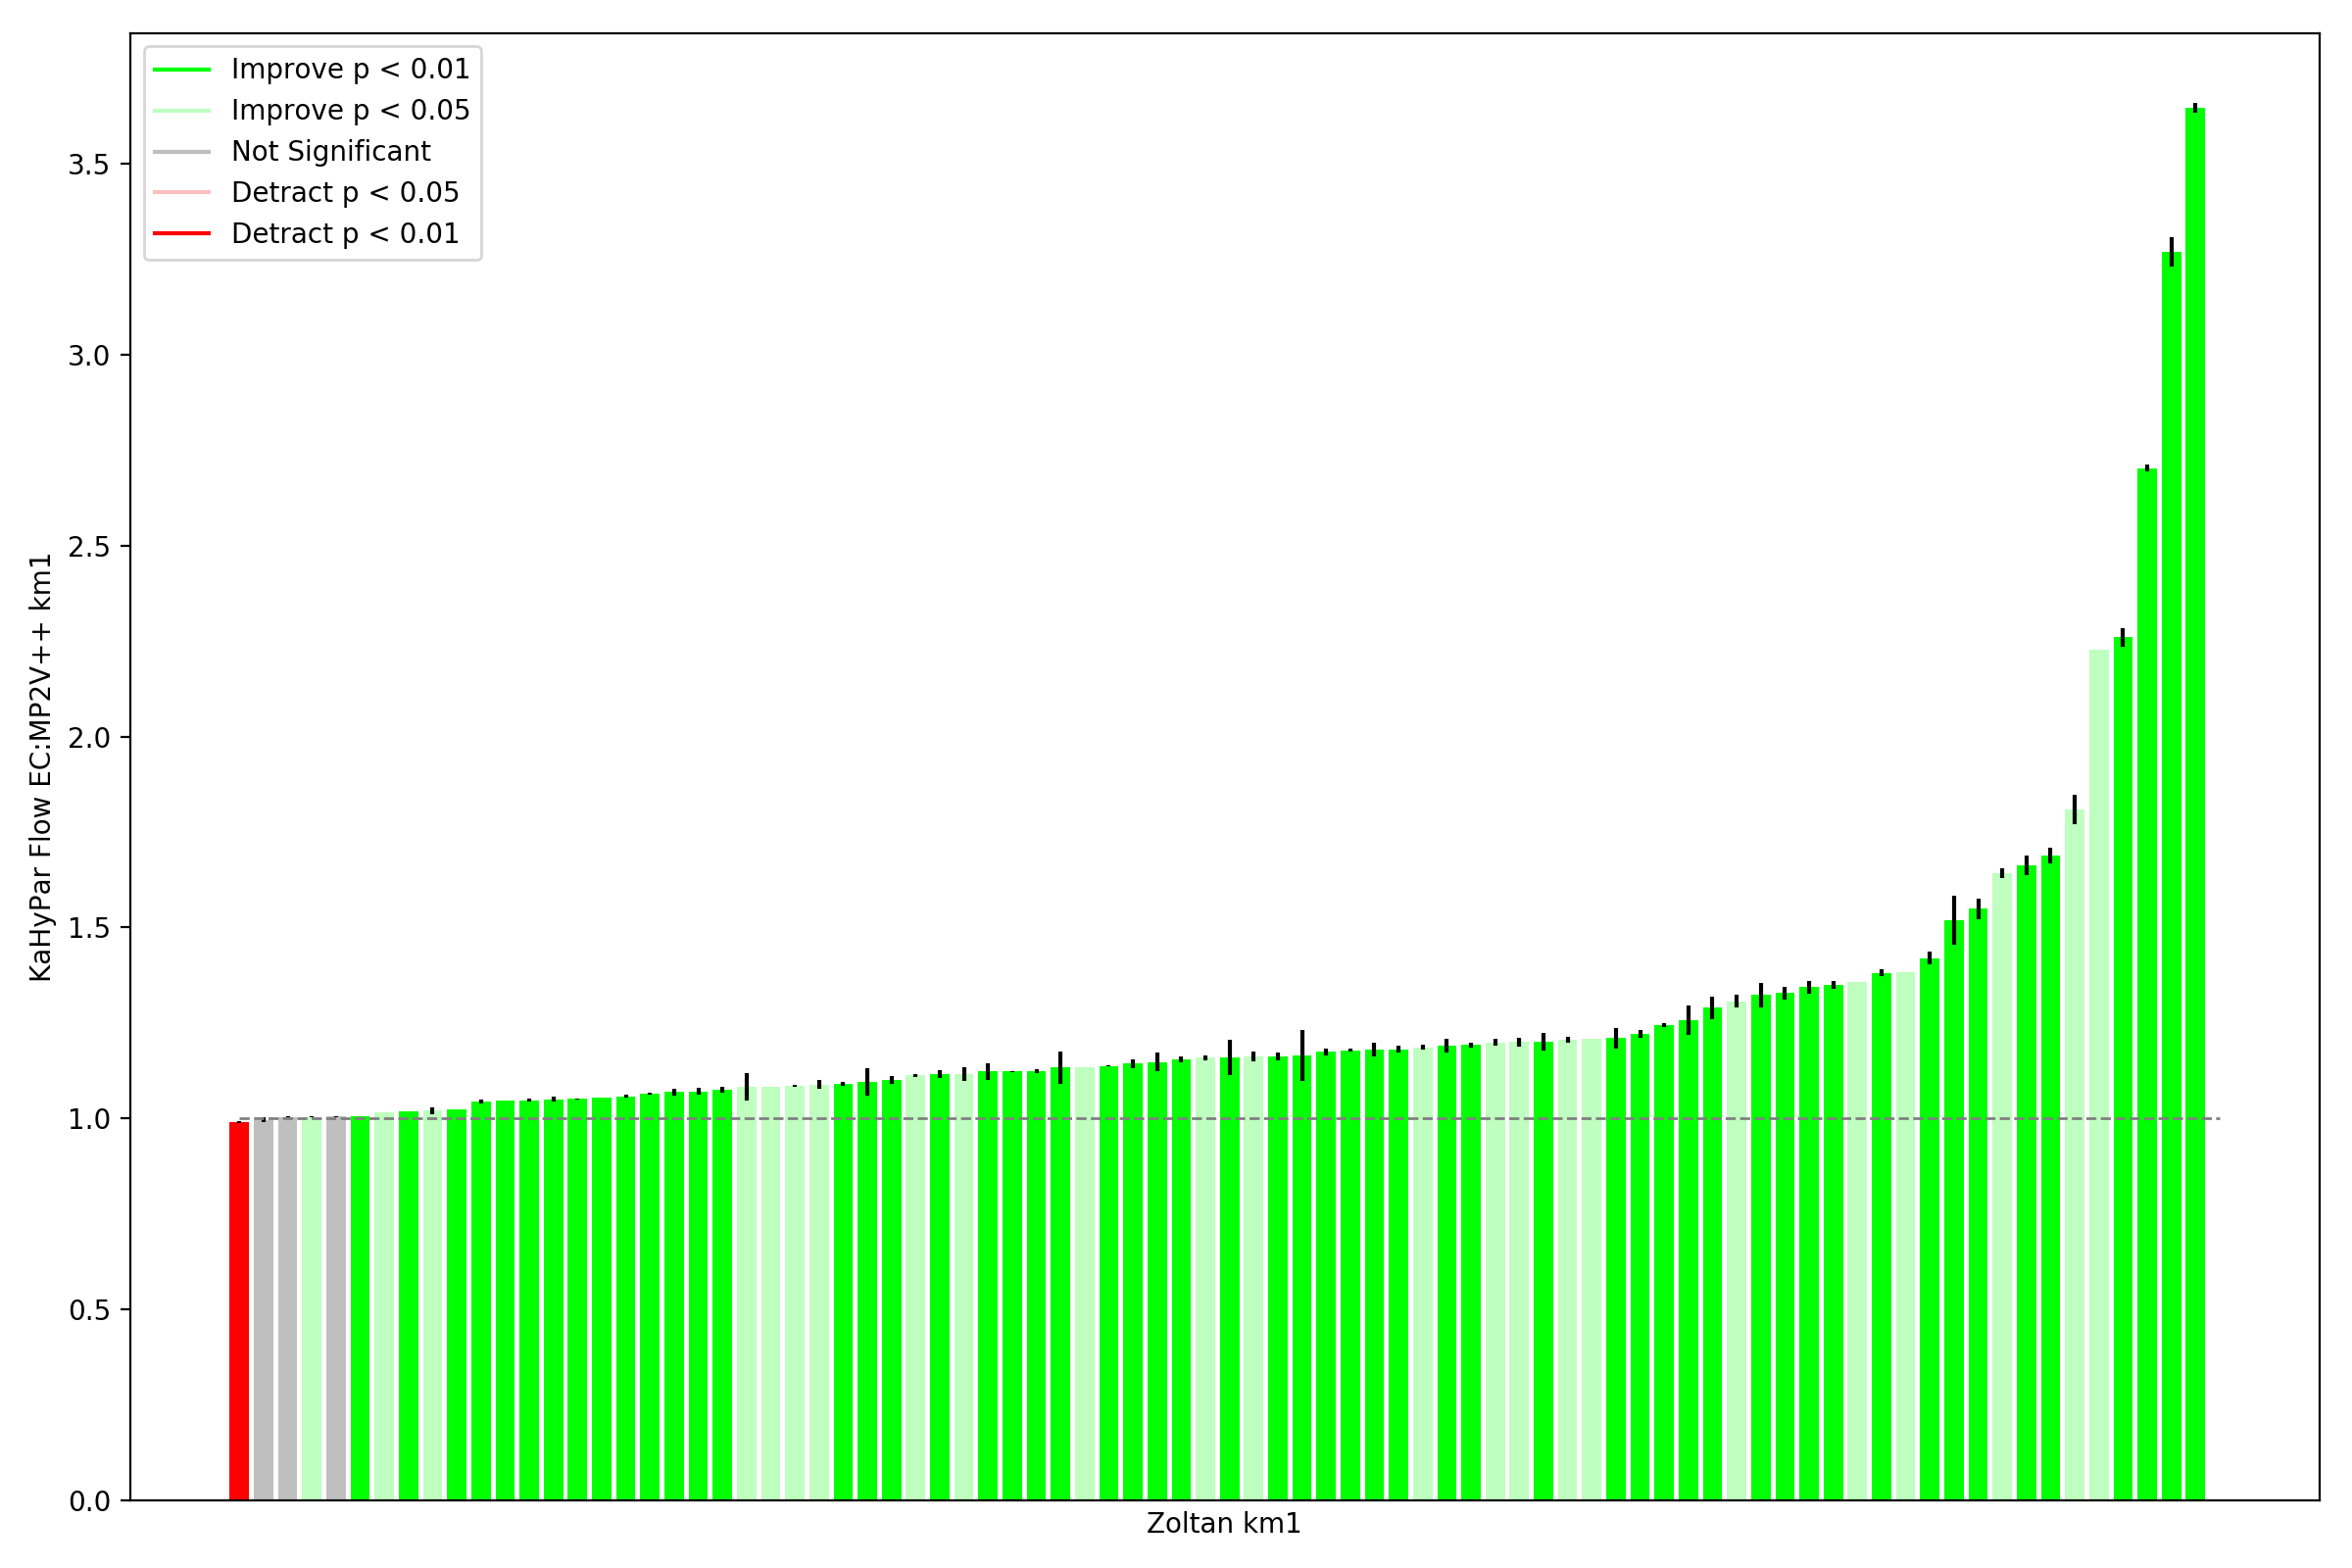 Improve p < 0.01
Improve p < 0.05
Not Significant
Detract p < 0.05
Detract p < 0.01
3.5
3.0
2.5
2.0
1.5
1.0
0.5
0.0
KaHyPar Flow EC:MP2V++ km1
Zoltan km1